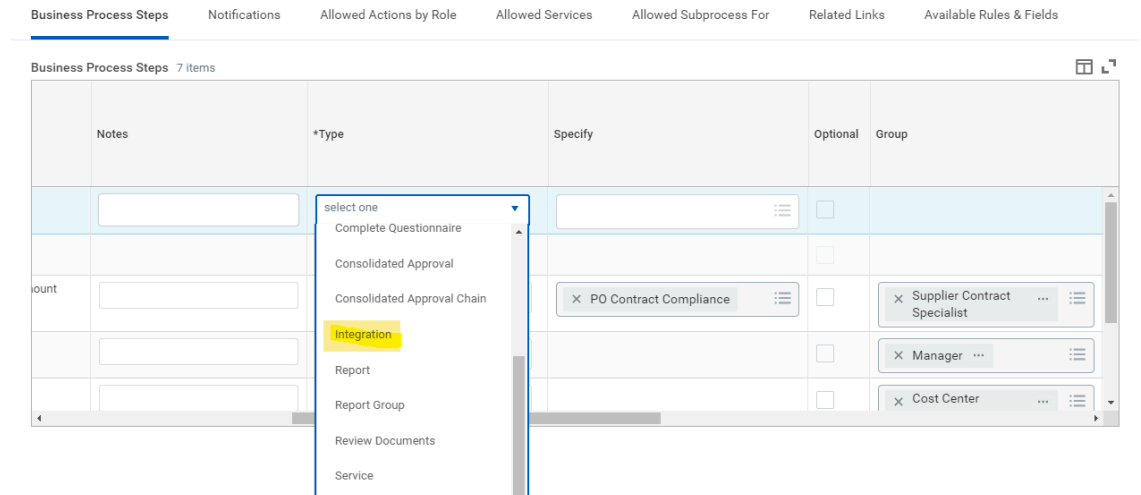 Business Process Steps Notifications Allowed Actions by Role Allowed Services Allowed Subprocess For Related Links Available Rules & Fields
Business Process Steps 7 items
Notes *Type Specify Optional Group
select one
Complete Questionnaire
Consolidated Approval
Consolidated Approval Chain
PO Contract Compliance
Supplier Contract ...
Specialist
Integration
Report
Manager ...
Report Group
Cost Center ...
Review Documents
Service